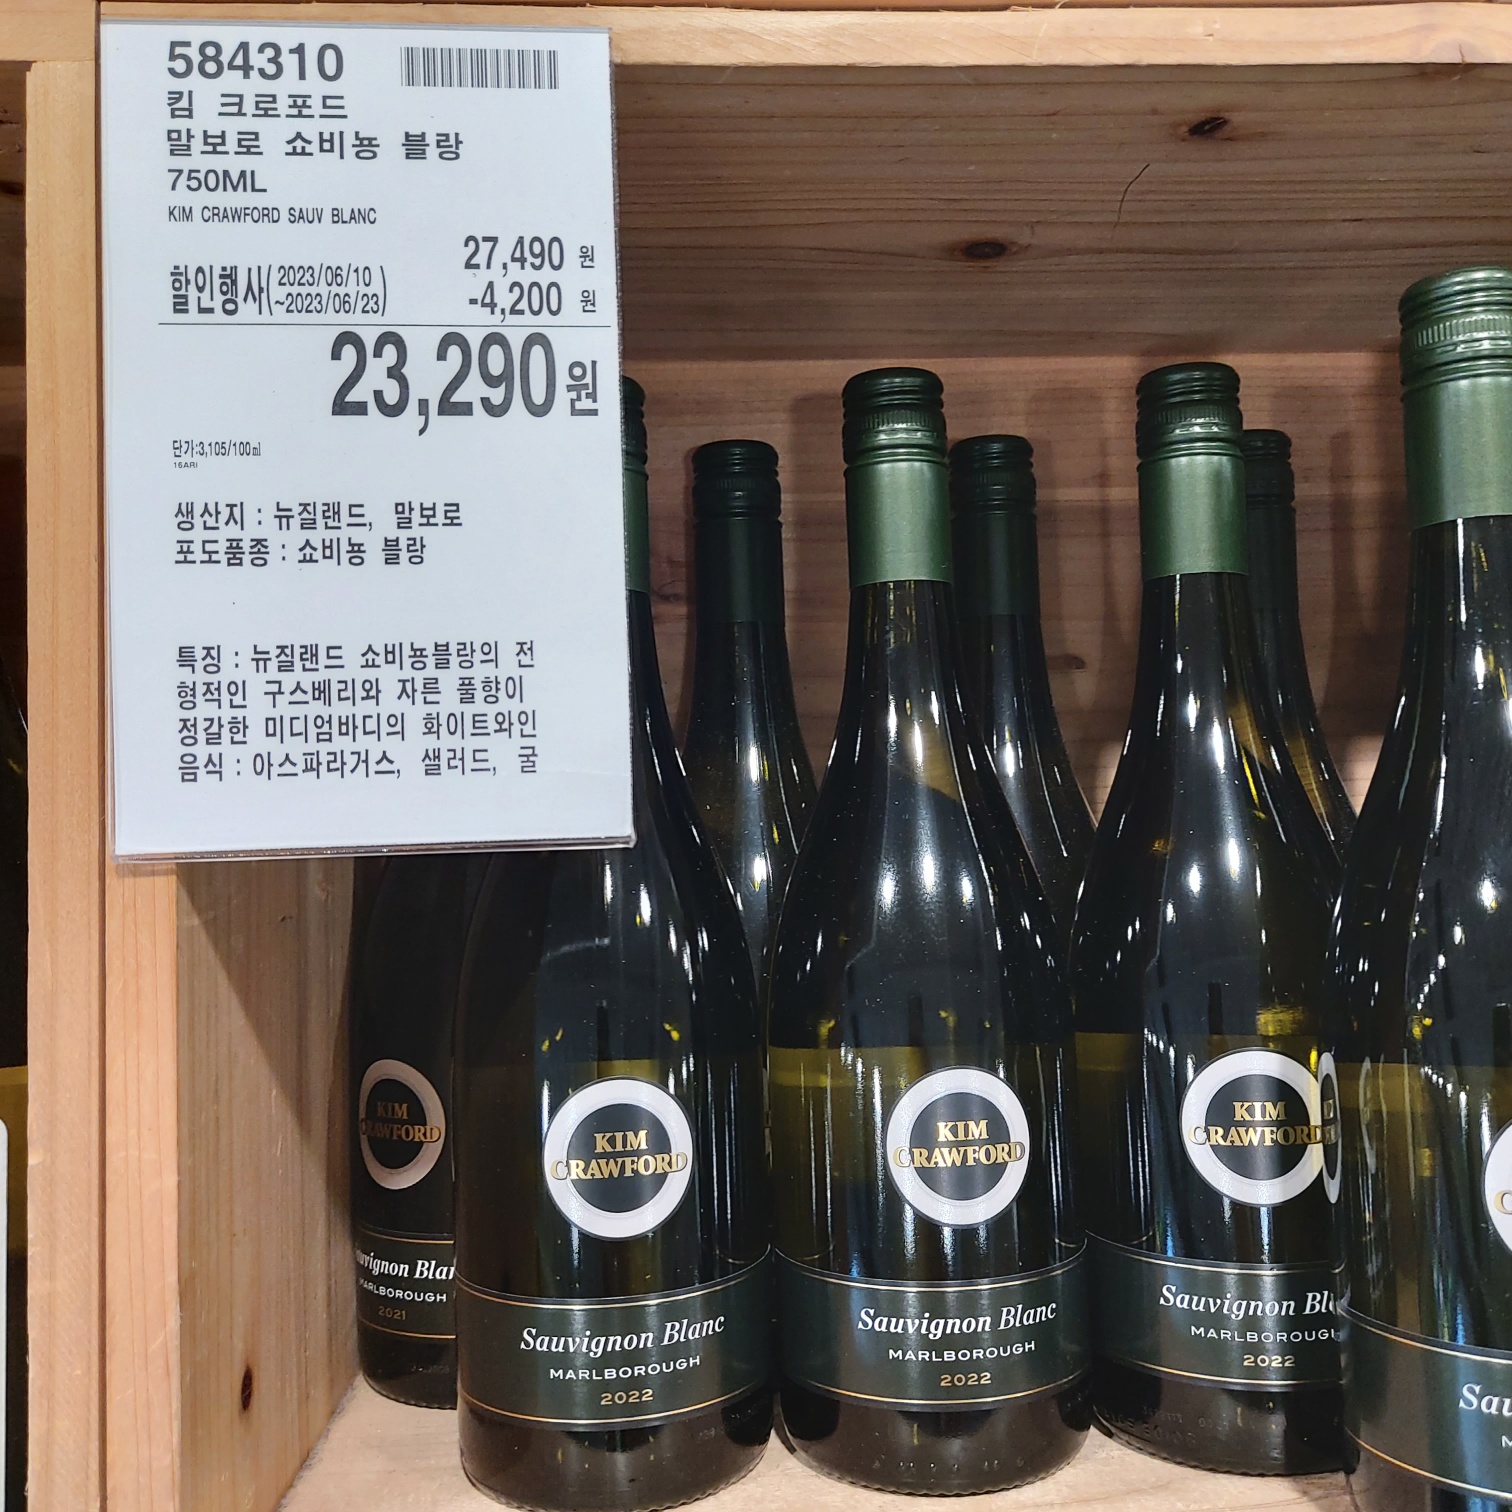 584310
킴 크로포드
말보로 쇼비뇽 블랑
750ML
KIM CRAWFORD SAUV BLANC
27,490 원
할인행사( 2023/06/10 ~2023/06/23) -4,200 원
23,290원
단가:3,105/100㎖
16ARI
생산지 : 뉴질랜드, 말보로
포도품종 : 쇼비뇽 블랑
특징 : 뉴질랜드 쇼비뇽블랑의 전
형적인 구스베리와 자른 풀향이
정갈한 미디엄바디의 화이트와인
음식 : 아스파라거스, 샐러드, 굴
KIM
CRAWFORD
Sauvignon Blanc
MARLBOROUGH
2021
KIM
CRAWFORD
Sauvignon Blanc
MARLBOROUGH
2022
KIM
CRAWFORD
Sauvignon Blanc
MARLBOROUGH
2022
KIM
CRAWFORD
Sauvignon Bl
MARLBOROUG
2022
Sau